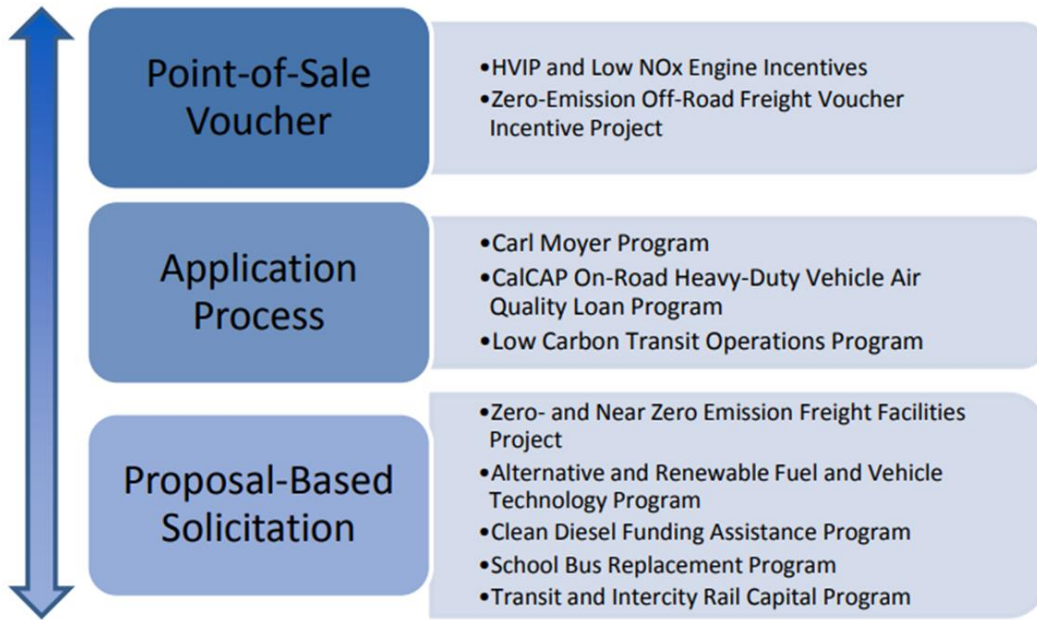 Point-of-Sale
Voucher
•HVIP and Low NOx Engine Incentives
•Zero-Emission Off-Road Freight Voucher
Incentive Project
Application
Process
•Carl Moyer Program
•CalCAP On-Road Heavy-Duty Vehicle Air
Quality Loan Program
•Low Carbon Transit Operations Program
Proposal-Based
Solicitation
•Zero- and Near Zero Emission Freight Facilities
Project
•Alternative and Renewable Fuel and Vehicle
Technology Program
•Clean Diesel Funding Assistance Program
•School Bus Replacement Program
•Transit and Intercity Rail Capital Program